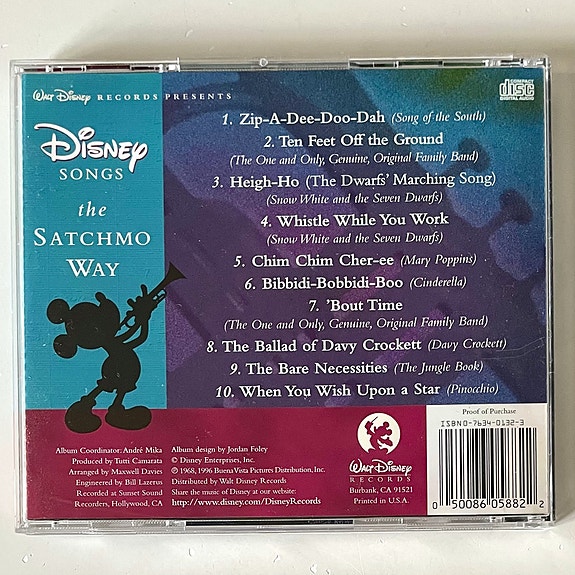 WALT DISNEY RECORDS PRESENTS
DISNEY
SONGS
the
SATCHMO
WAY
COMPACT
disc
DIGITAL AUDIO
1. Zip-A-Dee-Doo-Dah (Song of the South)
2. Ten Feet Off the Ground
(The One and Only, Genuine, Original Family Band)
3. Heigh-Ho (The Dwarfs' Marching Song)
(Snow White and the Seven Dwarfs)
4. Whistle While You Work
(Snow White and the Seven Dwarfs)
5. Chim Chim Cher-ee (Mary Poppins)
6. Bibbidi-Bobbidi-Boo (Cinderella)
7. 'Bout Time
(The One and Only, Genuine, Original Family Band)
8. The Ballad of Davy Crockett (Davy Crockett)
9. The Bare Necessities (The Jungle Book)
10. When You Wish Upon a Star (Pinocchio)
Album Coordinator: André Mika
Produced by Tutti Camarata
Arranged by Maxwell Davies
Engineered by Bill Lazerus
Recorded at Sunset Sound
Recorders, Hollywood, CA
Album design by Jordan Foley
© Disney Enterprises, Inc.
℗ 1968, 1996 Buena Vista Pictures Distribution, Inc.
Distributed by Walt Disney Records
Share the music of Disney at our website:
http://www.disney.com/DisneyRecords
WALT DISNEY
RECORDS
Burbank, CA 91521
Printed in U.S.A.
Proof of Purchase
ISBN 0-7634-0132-3
0 50086 05882 2